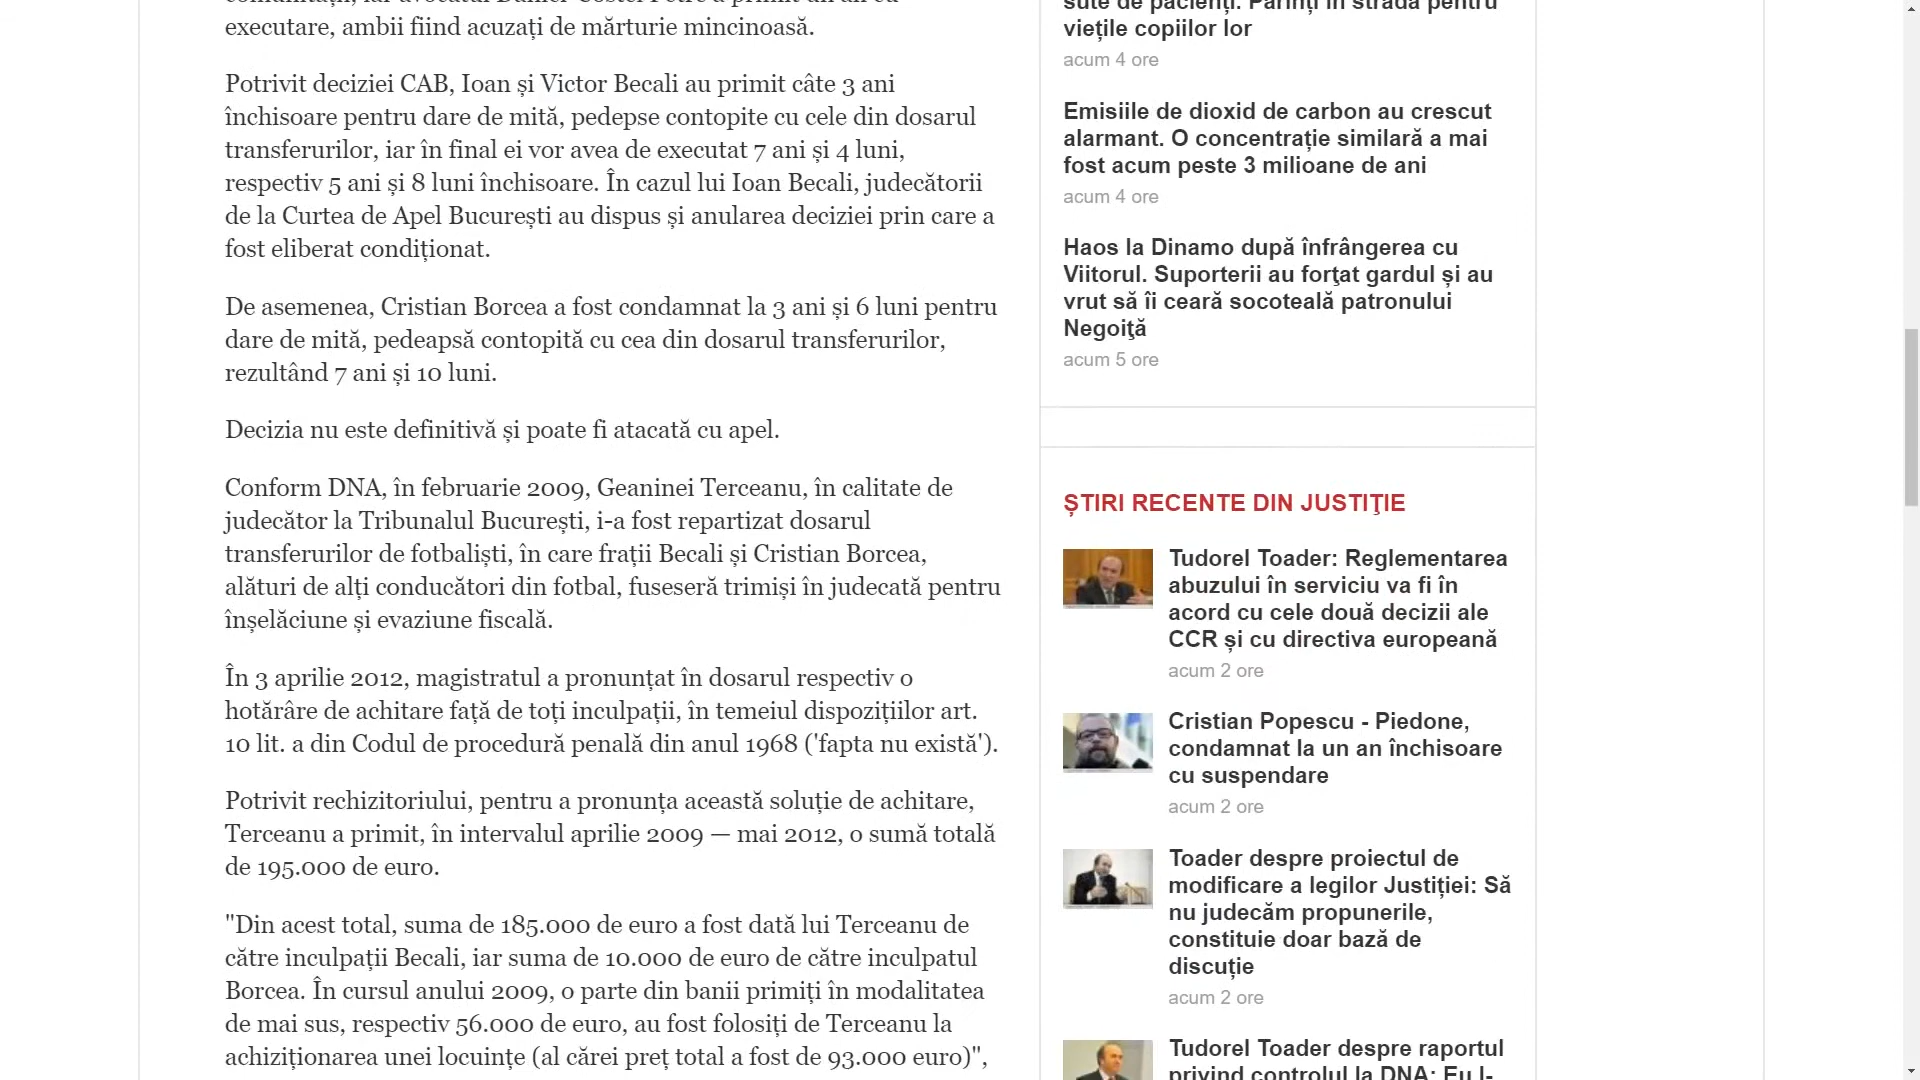 executare, ambii fiind acuzați de mărturie mincinoasă.
Potrivit deciziei CAB, Ioan și Victor Becali au primit câte 3 ani
închisoare pentru dare de mită, pedepse contopite cu cele din dosarul
transferurilor, iar în final ei vor avea de executat 7 ani și 4 luni,
respectiv 5 ani și 8 luni închisoare. În cazul lui Ioan Becali, judecătorii
de la Curtea de Apel București au dispus și anularea deciziei prin care a
fost eliberat condiționat.
De asemenea, Cristian Borcea a fost condamnat la 3 ani și 6 luni pentru
dare de mită, pedeapsă contopită cu cea din dosarul transferurilor,
rezultând 7 ani și 10 luni.
Decizia nu este definitivă și poate fi atacată cu apel.
Conform DNA, în februarie 2009, Geaninei Terceanu, în calitate de
judecător la Tribunalul București, i-a fost repartizat dosarul
transferurilor de fotbaliști, în care frații Becali și Cristian Borcea,
alături de alți conducători din fotbal, fuseseră trimiși în judecată pentru
înșelăciune și evaziune fiscală.
În 3 aprilie 2012, magistratul a pronunțat în dosarul respectiv o
hotărâre de achitare față de toți inculpații, în temeiul dispozițiilor art.
10 lit. a din Codul de procedură penală din anul 1968 ('fapta nu există').
Potrivit rechizitoriului, pentru a pronunța această soluție de achitare,
Terceanu a primit, în intervalul aprilie 2009 — mai 2012, o sumă totală
de 195.000 de euro.
"Din acest total, suma de 185.000 de euro a fost dată lui Terceanu de
către inculpații Becali, iar suma de 10.000 de euro de către inculpatul
Borcea. În cursul anului 2009, o parte din banii primiți în modalitatea
de mai sus, respectiv 56.000 de euro, au fost folosiți de Terceanu la
achiziționarea unei locuințe (al cărei preț total a fost de 93.000 euro)",
sute de pacienți. Părinți în stradă pentru
viețile copiilor lor
acum 4 ore
Emisiile de dioxid de carbon au crescut
alarmant. O concentrație similară a mai
fost acum peste 3 milioane de ani
acum 4 ore
Haos la Dinamo după înfrângerea cu
Viitorul. Suporterii au forţat gardul și au
vrut să îi ceară socoteală patronului
Negoiţă
acum 5 ore
ȘTIRI RECENTE DIN JUSTIŢIE
Tudorel Toader: Reglementarea
abuzului în serviciu va fi în
acord cu cele două decizii ale
CCR și cu directiva europeană
acum 2 ore
Cristian Popescu - Piedone,
condamnat la un an închisoare
cu suspendare
acum 2 ore
Toader despre proiectul de
modificare a legilor Justiției: Să
nu judecăm propunerile,
constituie doar bază de
discuție
acum 2 ore
Tudorel Toader despre raportul
privind controlul la DNA: Eu l-